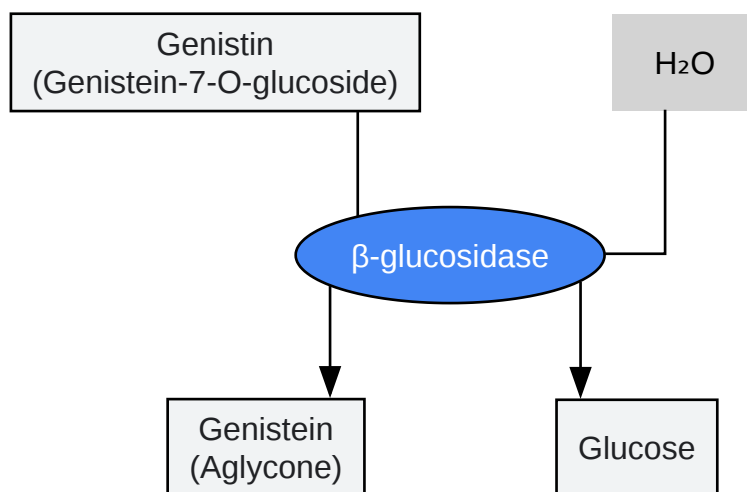 Genistin
(Genistein-7-O-glucoside)
H₂O
β-glucosidase
Genistein
(Aglycone)
Glucose